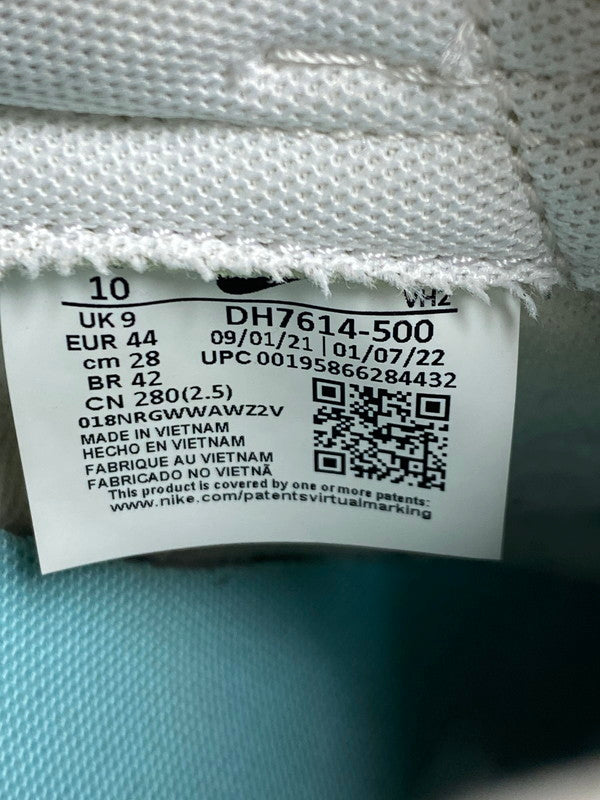 10
VH2
UK 9
EUR 44
cm 28
BR 42
CN 280(2.5)
DH7614-500
09/01/21 | 01/07/22
UPC 00195866284432
018NRGWWAWZ2V
MADE IN VIETNAM
HECHO EN VIETNAM
FABRIQUE AU VIETNAM
FABRICADO NO VIETNÃ
This product is covered by one or more patents:
www.nike.com/patentsvirtualmarking